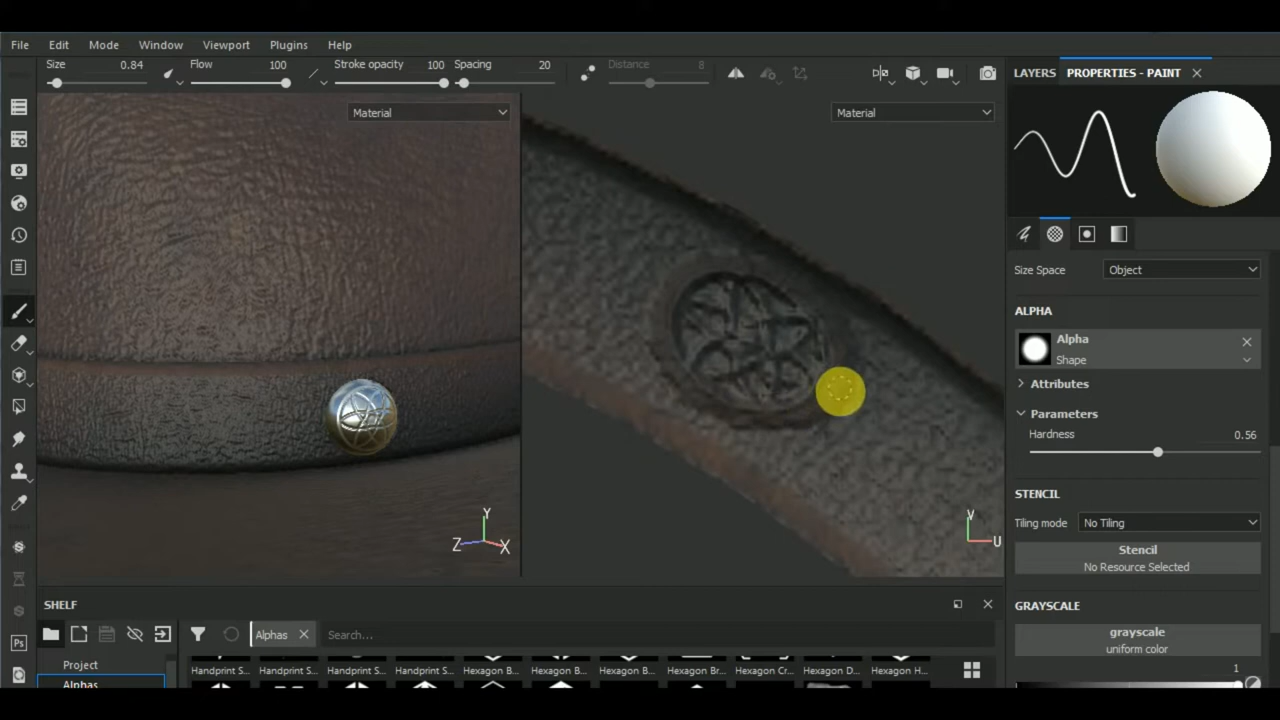 File Edit Mode Window Viewport Plugins Help
Size 0.84 Flow 100 Stroke opacity 100 Spacing 20 Distance 8
LAYERS PROPERTIES - PAINT
Material
Material
Size Space Object
ALPHA
Alpha
Shape
Attributes
Parameters
Hardness 0.56
Y
Z X
V
U
STENCIL
Tiling mode No Tiling
Stencil
No Resource Selected
SHELF
GRAYSCALE
grayscale
uniform color
1
Ps
Alphas Search...
Project
Alphas
Handprint S... Handprint S... Handprint S... Handprint S... Hexagon B... Hexagon B... Hexagon B... Hexagon Br... Hexagon Cr... Hexagon D... Hexagon H...